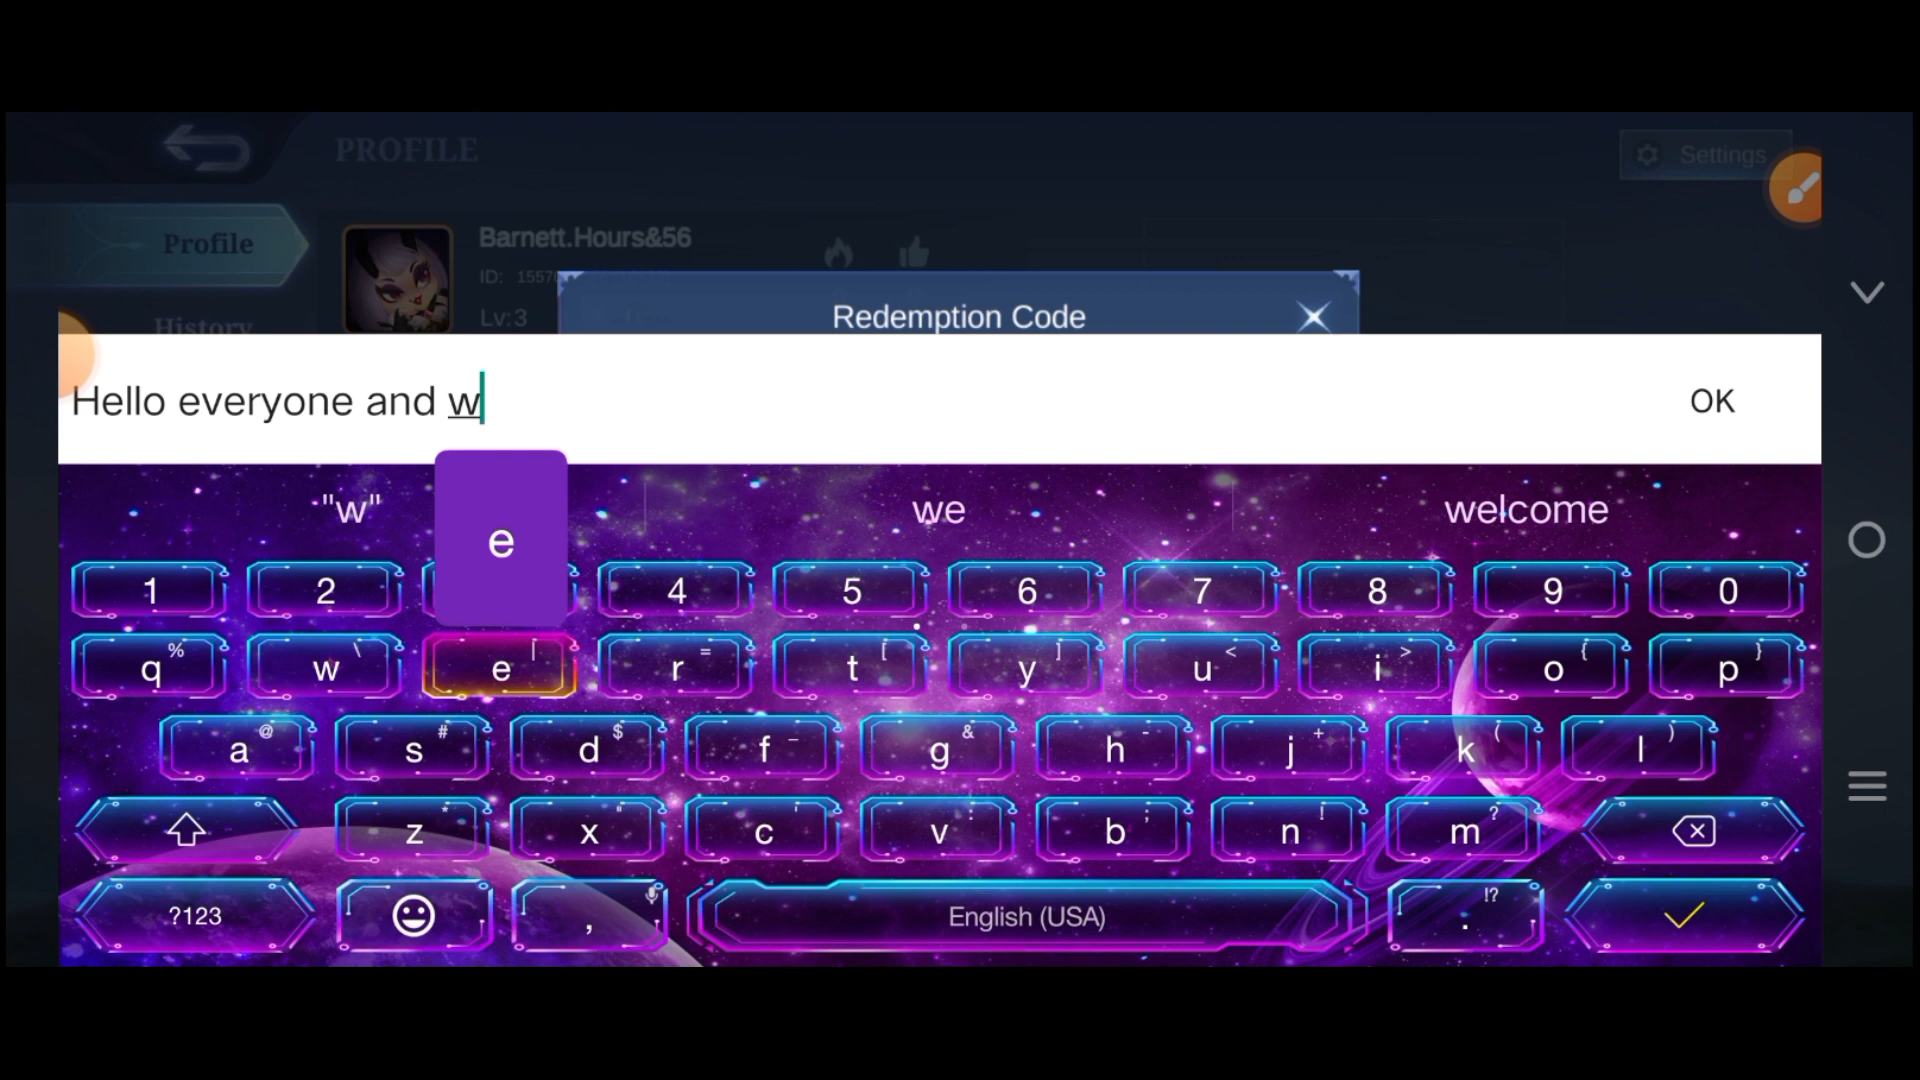 PROFILE
Settings
Profile
Barnett.Hours&56
ID: 1557
Lv:3
History
Redemption Code
Hello everyone and w
OK
"w" we welcome
e
1 2 4 5 6 7 8 9 0
q % w \ e | r = t [ y ] u < i > o { p }
a @ s # d $ f _ g & h - j + k ( l )
z * x " c ' v : b ; n ! m ?
?123 , English (USA) . !?